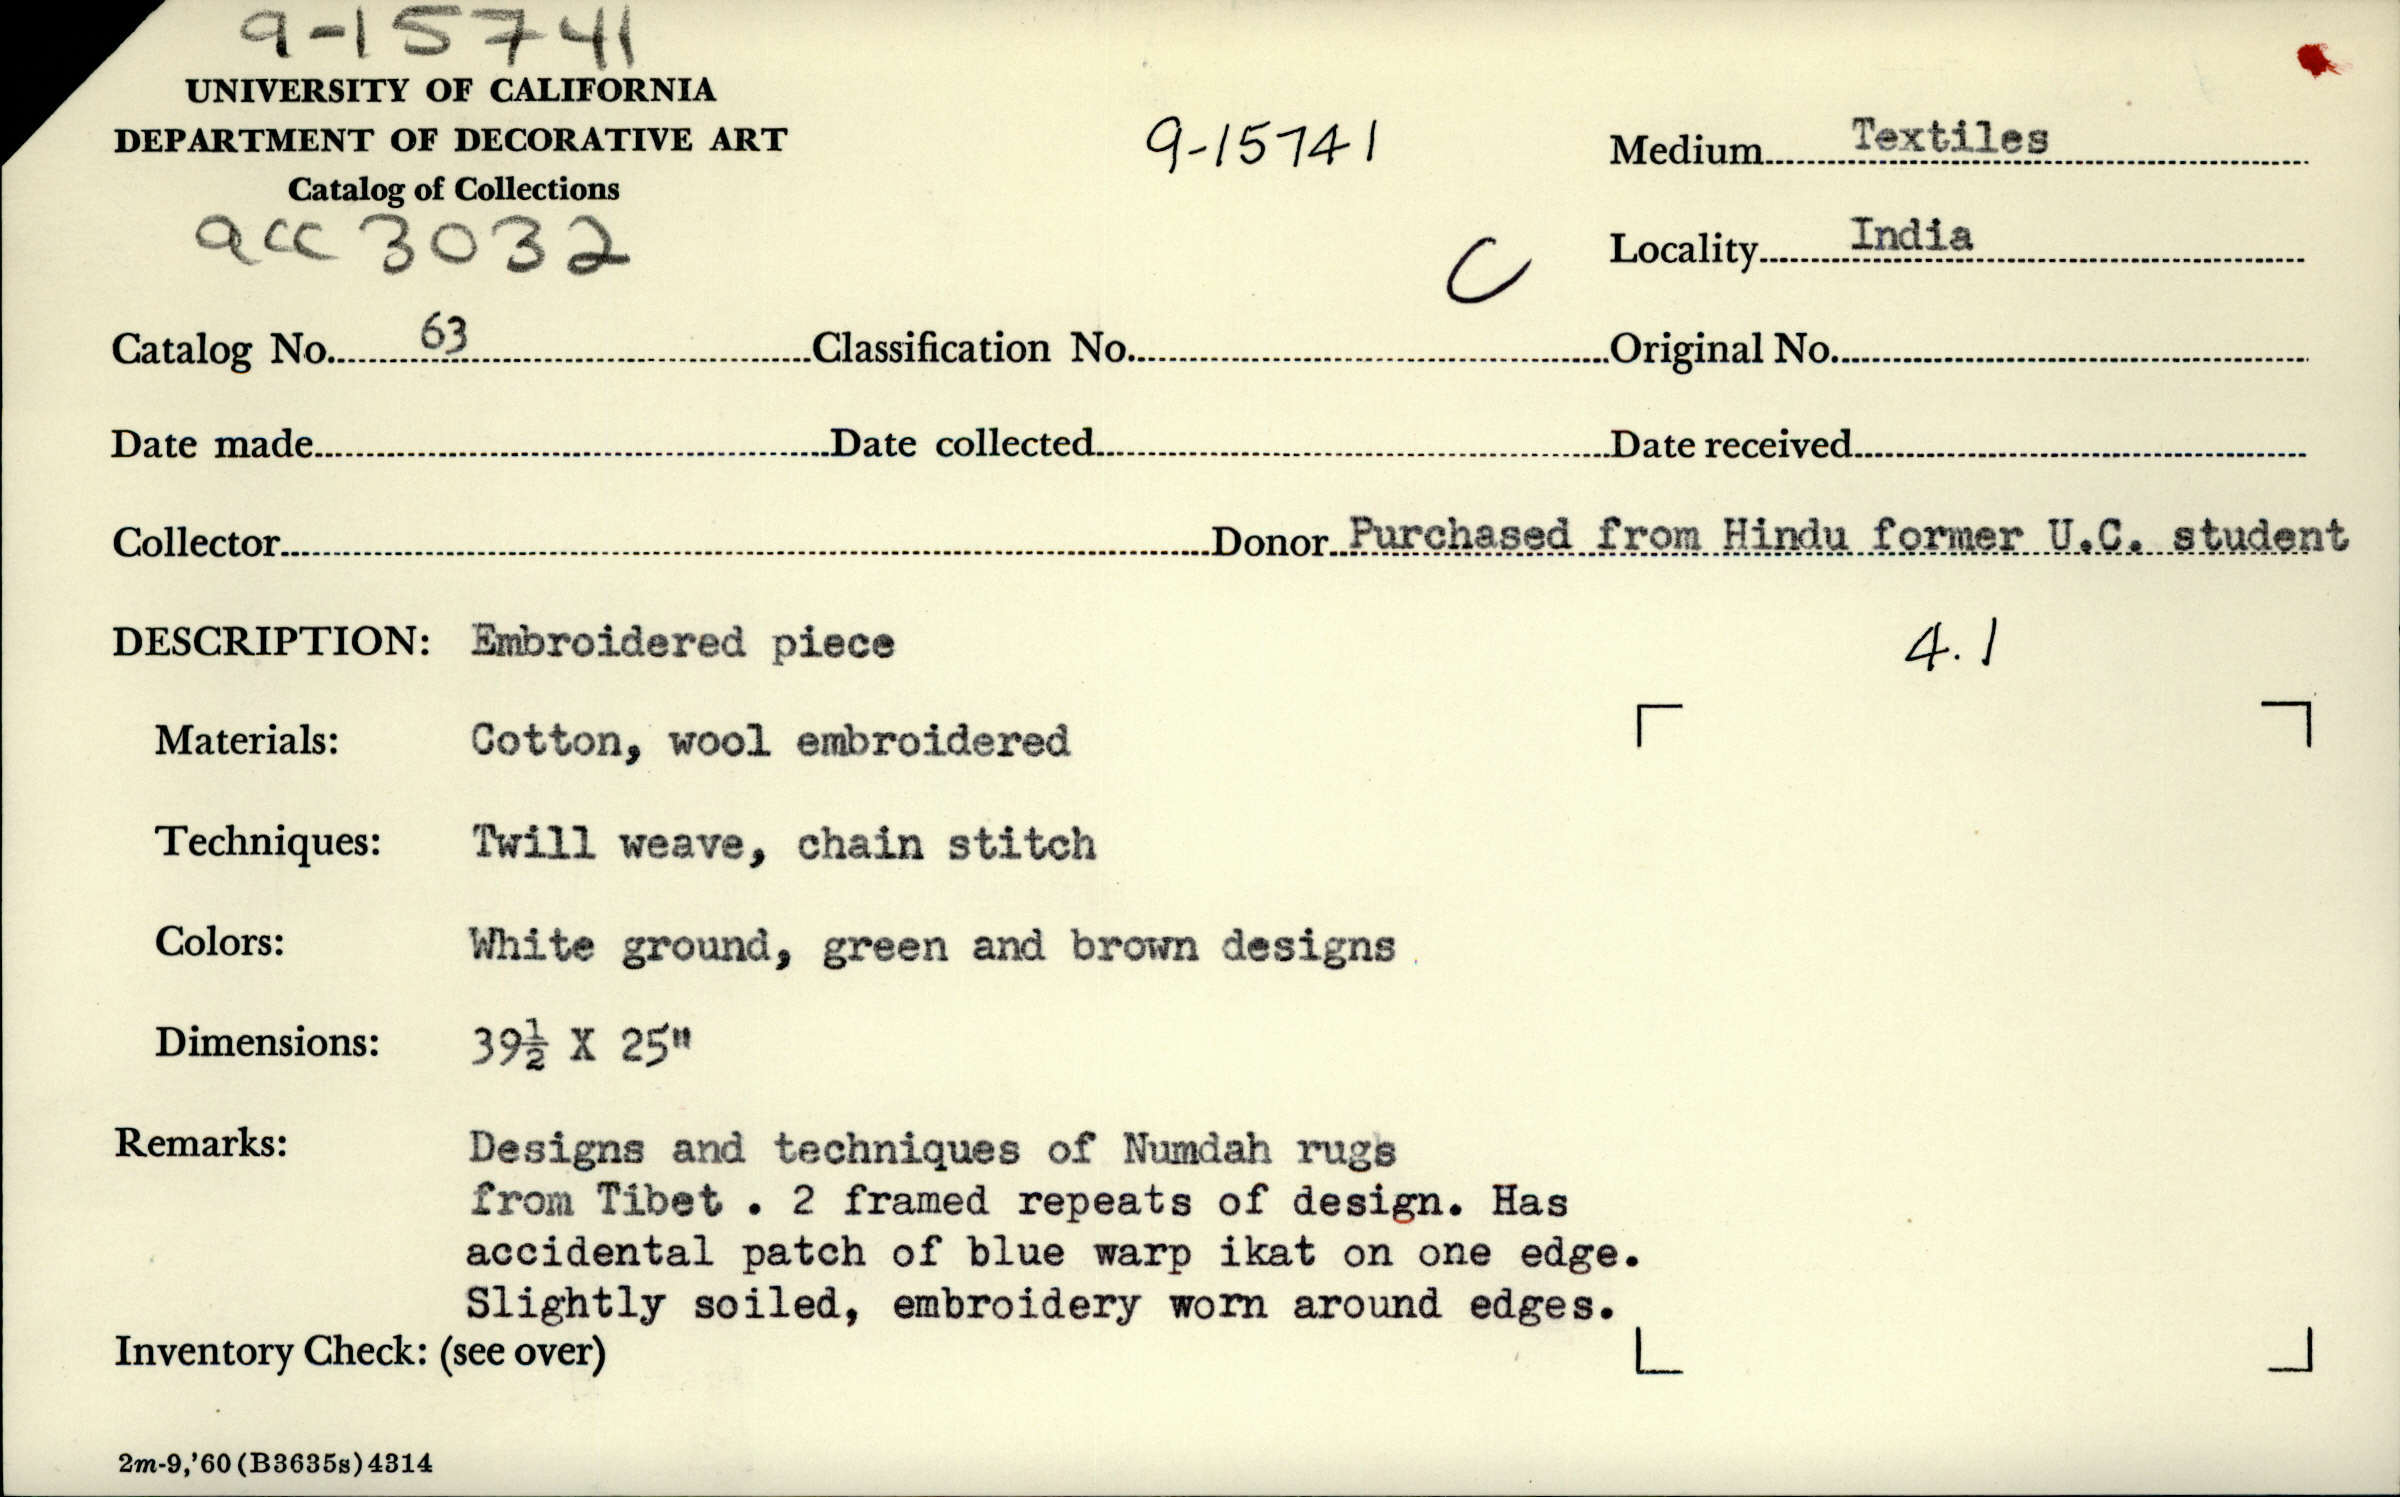 9-15741
UNIVERSITY OF CALIFORNIA
DEPARTMENT OF DECORATIVE ART
Catalog of Collections
acc 3032
9-15741
C
Medium Textiles
Locality India
Catalog No. 63 Classification No. Original No.
Date made Date collected Date received
Collector Donor Purchased from Hindu former U.C. student
DESCRIPTION: Embroidered piece
4.1
Materials: Cotton, wool embroidered
Techniques: Twill weave, chain stitch
Colors: White ground, green and brown designs
Dimensions: 39½ X 25"
Remarks: Designs and techniques of Numdah rugs
from Tibet . 2 framed repeats of design. Has
accidental patch of blue warp ikat on one edge.
Slightly soiled, embroidery worn around edges.
Inventory Check: (see over)
2m-9,'60(B3635s)4314